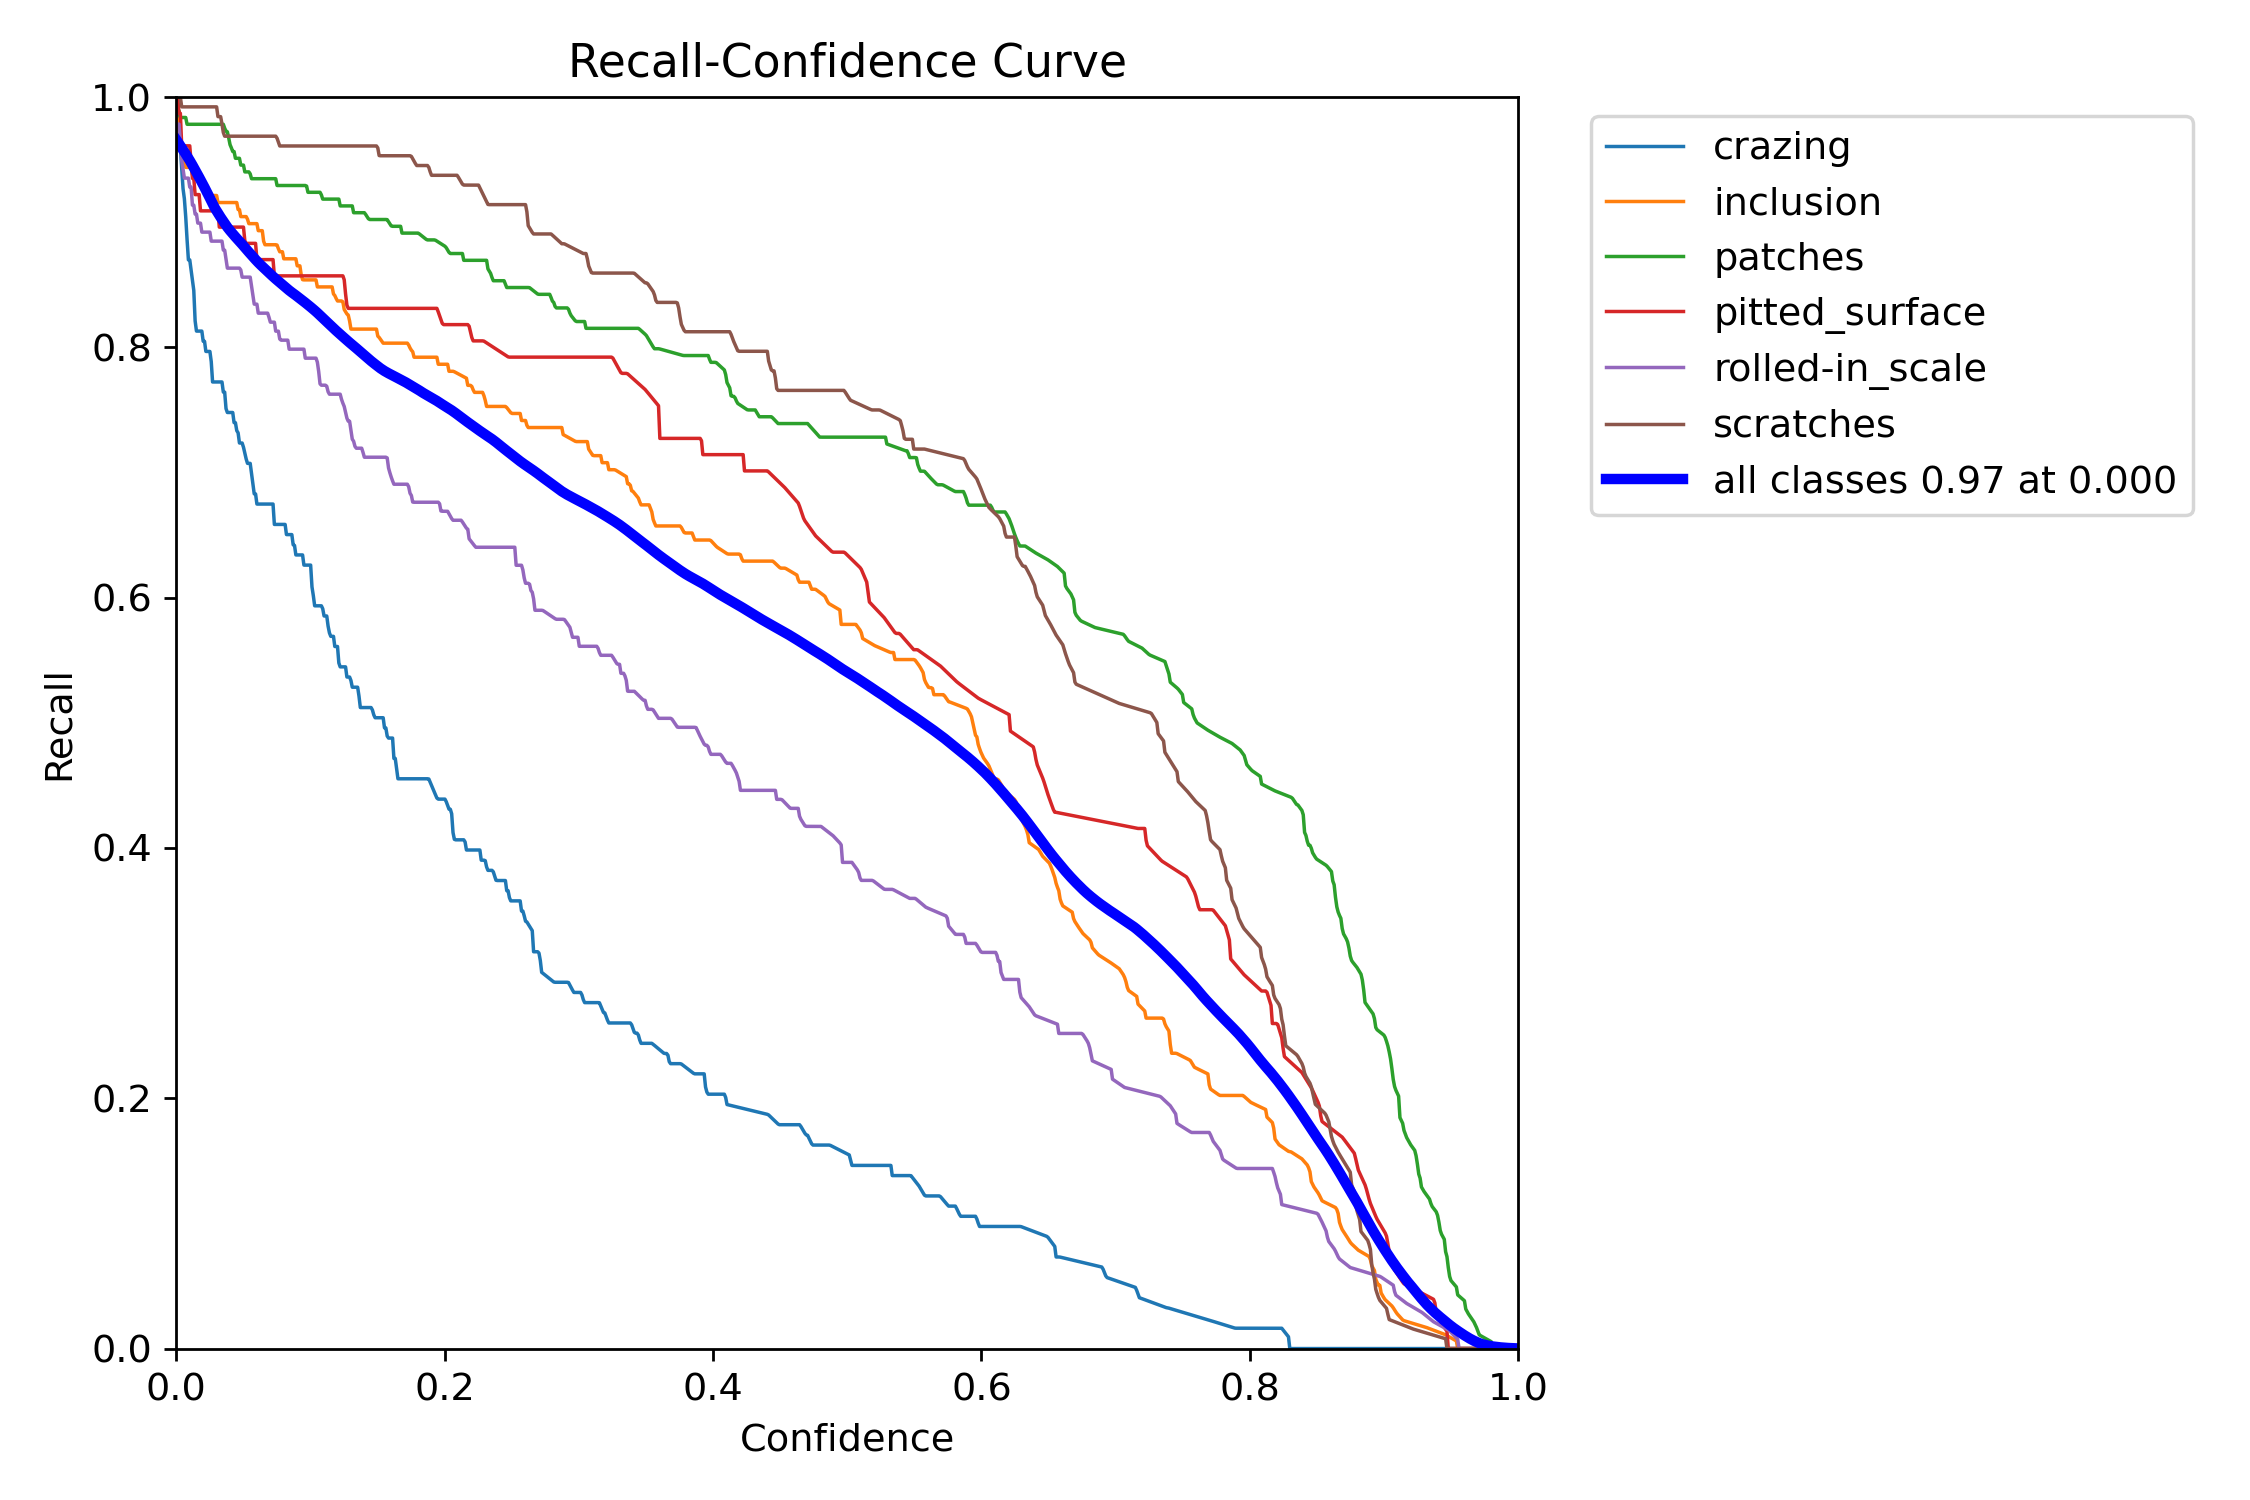 Recall-Confidence Curve
1.0
0.8
0.6
0.4
0.2
0.0
Recall
0.0 0.2 0.4 0.6 0.8 1.0
Confidence
crazing
inclusion
patches
pitted_surface
rolled-in_scale
scratches
all classes 0.97 at 0.000